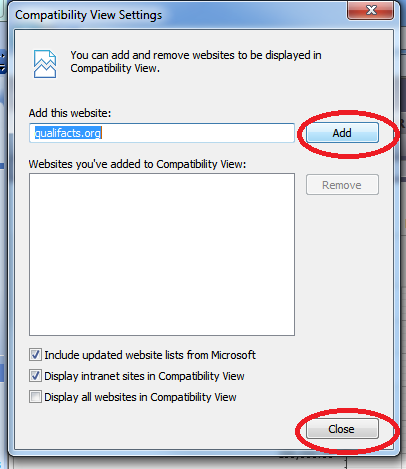 Compatibility View Settings
You can add and remove websites to be displayed in
Compatibility View.
Add this website:
qualifacts.org
Add
Websites you've added to Compatibility View:
Remove
Include updated website lists from Microsoft
Display intranet sites in Compatibility View
Display all websites in Compatibility View
Close